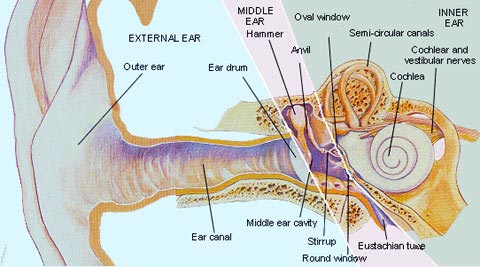 EXTERNAL EAR
MIDDLE
EAR
INNER
EAR
Oval window
Hammer
Semi-circular canals
Anvil
Cochlear and
vestibular nerves
Outer ear
Ear drum
Cochlea
Middle ear cavity
Ear canal
Stirrup
Eustachian tube
Round window